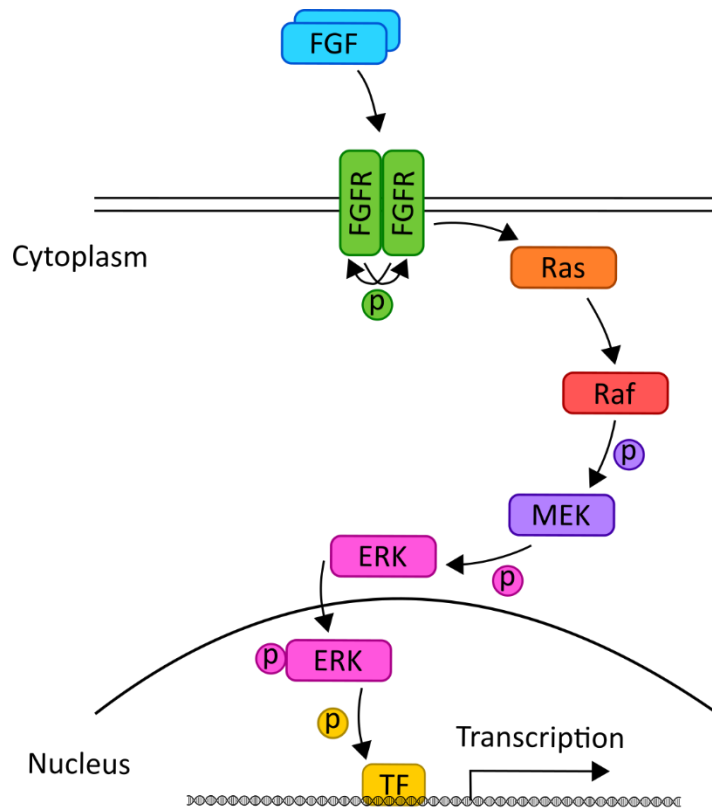 FGF
FGFR
FGFR
Cytoplasm
Ras
p
Raf
p
MEK
ERK
p
p
ERK
p
Transcription
Nucleus
TF